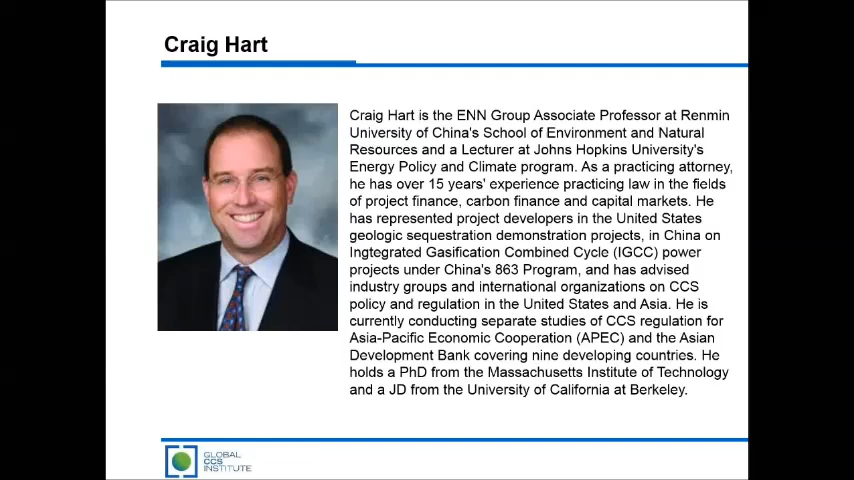 Craig Hart
Craig Hart is the ENN Group Associate Professor at Renmin
University of China's School of Environment and Natural
Resources and a Lecturer at Johns Hopkins University's
Energy Policy and Climate program. As a practicing attorney,
he has over 15 years' experience practicing law in the fields
of project finance, carbon finance and capital markets. He
has represented project developers in the United States
geologic sequestration demonstration projects, in China on
Ingtegrated Gasification Combined Cycle (IGCC) power
projects under China's 863 Program, and has advised
industry groups and international organizations on CCS
policy and regulation in the United States and Asia. He is
currently conducting separate studies of CCS regulation for
Asia-Pacific Economic Cooperation (APEC) and the Asian
Development Bank covering nine developing countries. He
holds a PhD from the Massachusetts Institute of Technology
and a JD from the University of California at Berkeley.
GLOBAL
CCS
INSTITUTE